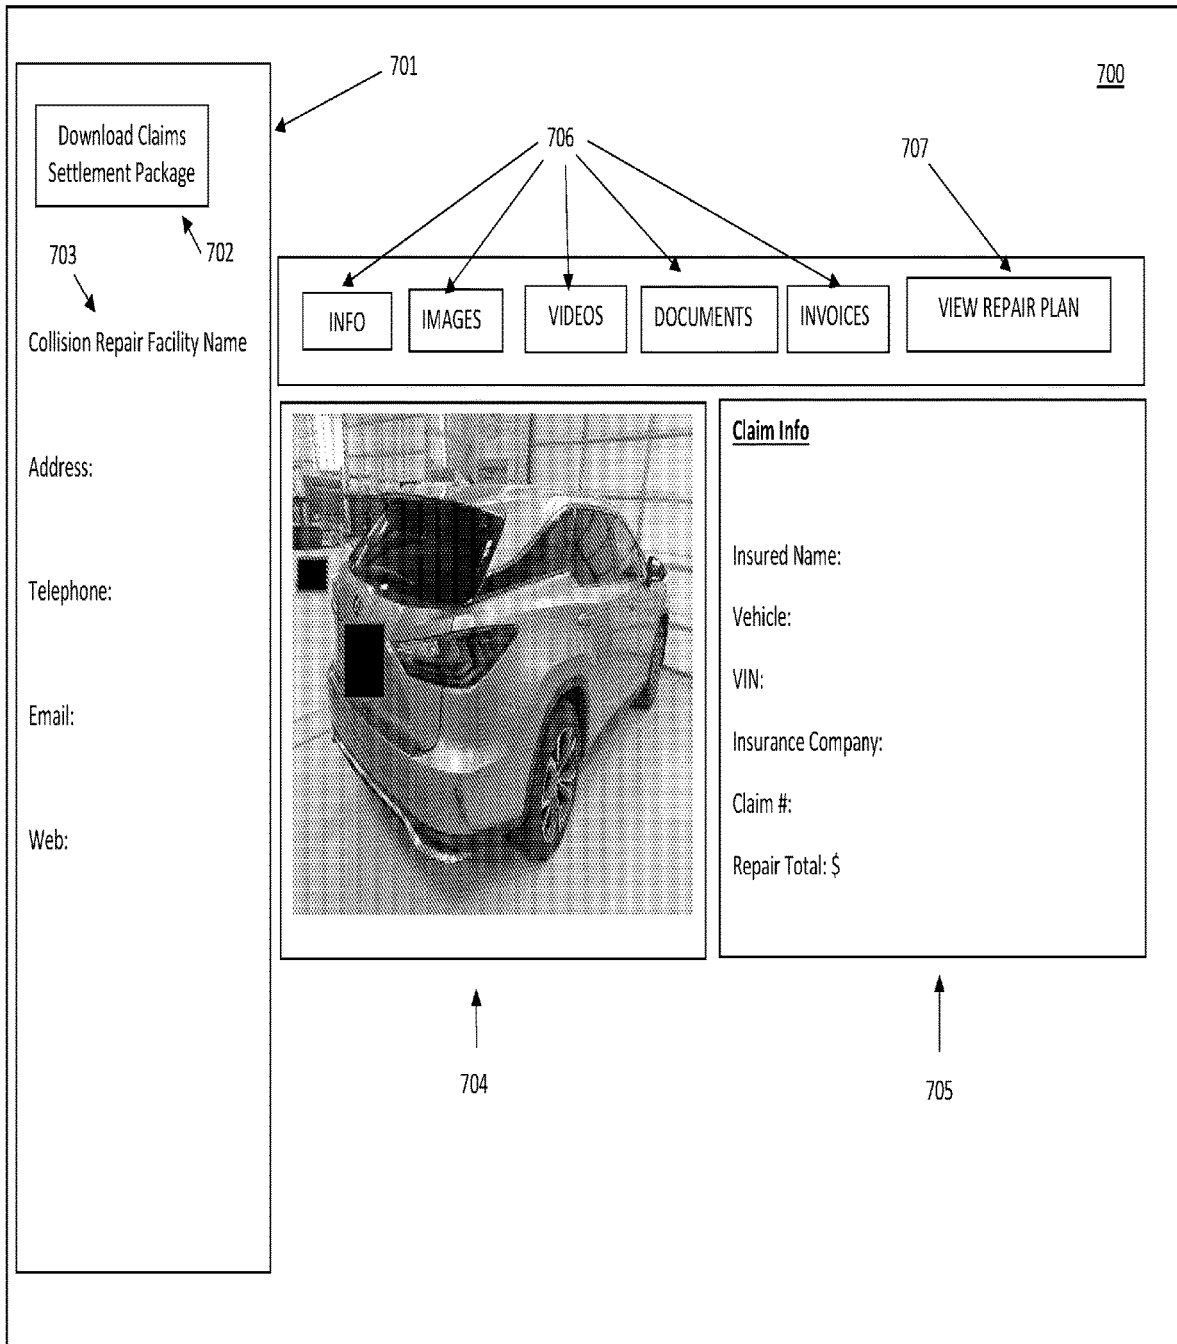 701
700
Download Claims
Settlement Package
706
707
703
702
Collision Repair Facility Name
INFO
IMAGES
VIDEOS
DOCUMENTS
INVOICES
VIEW REPAIR PLAN
Address:
Telephone:
Email:
Web:
Claim Info
Insured Name:
Vehicle:
VIN:
Insurance Company:
Claim #:
Repair Total: $
704
705